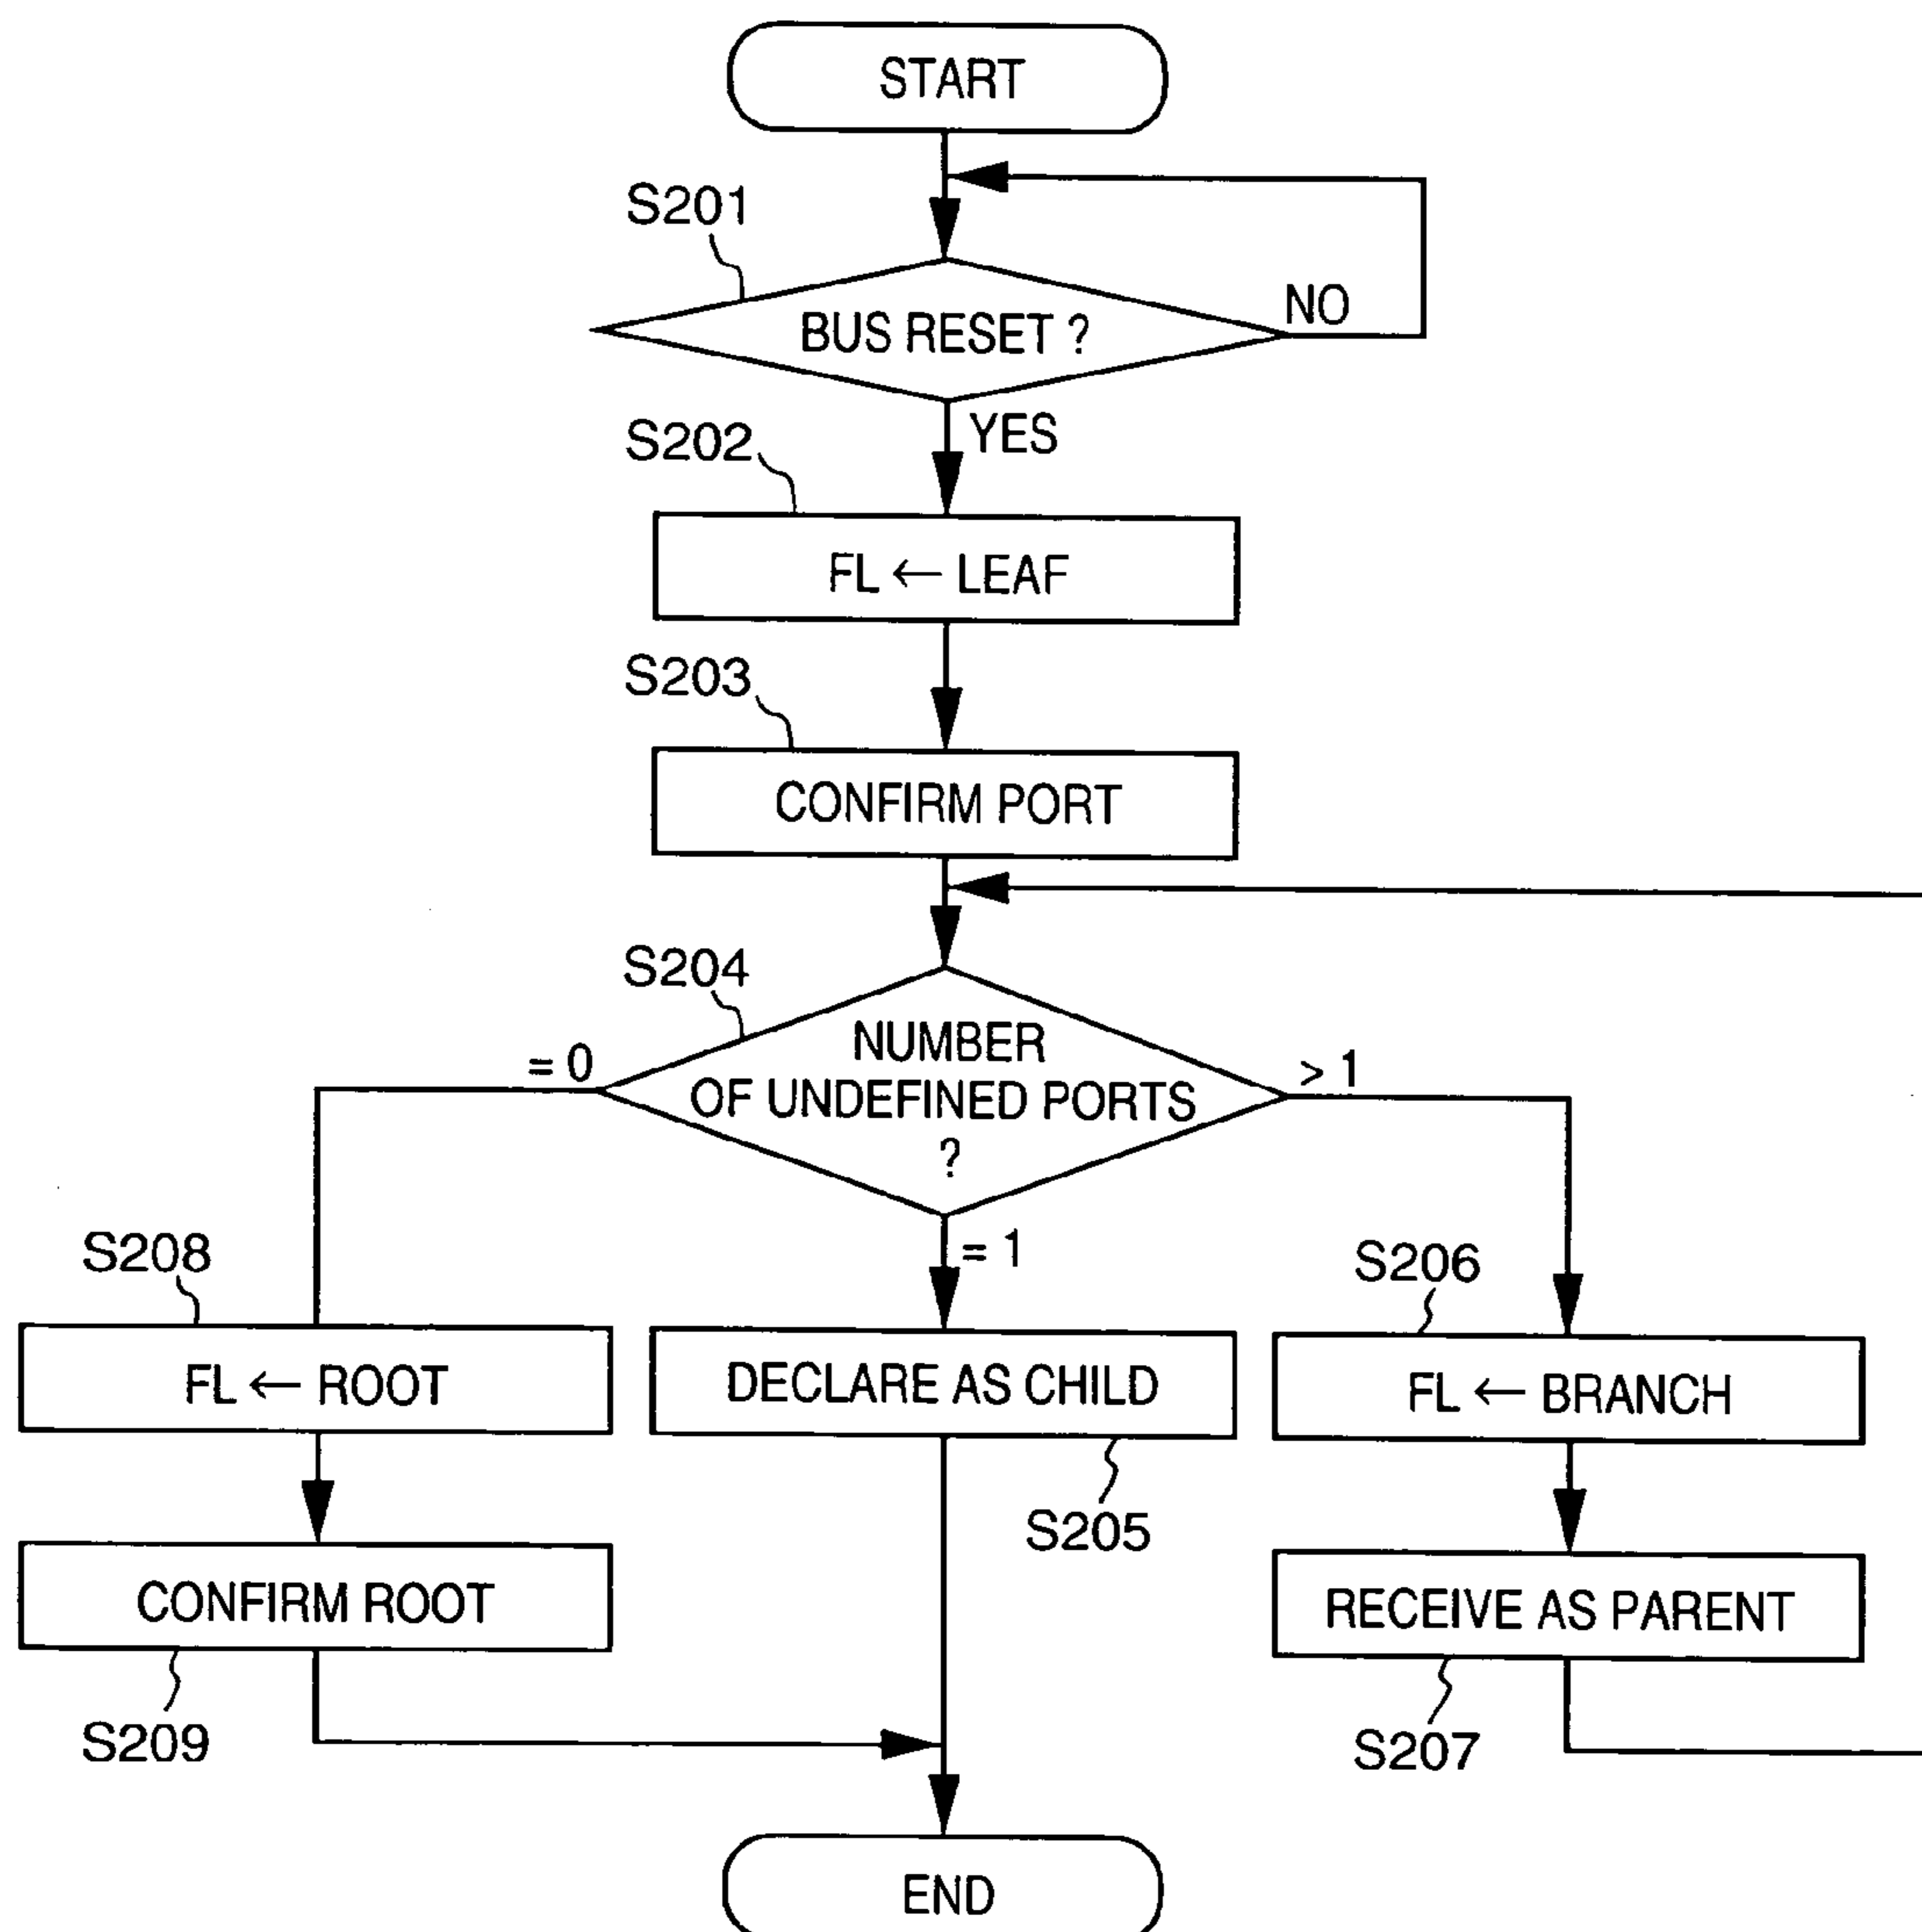 START
S201
NO
BUS RESET ?
YES
S202
FL ← LEAF
S203
CONFIRM PORT
S204
= 0
NUMBER
OF UNDEFINED PORTS
?
> 1
= 1
S208
S206
FL ← ROOT
DECLARE AS CHILD
FL ← BRANCH
S205
CONFIRM ROOT
RECEIVE AS PARENT
S209
S207
END